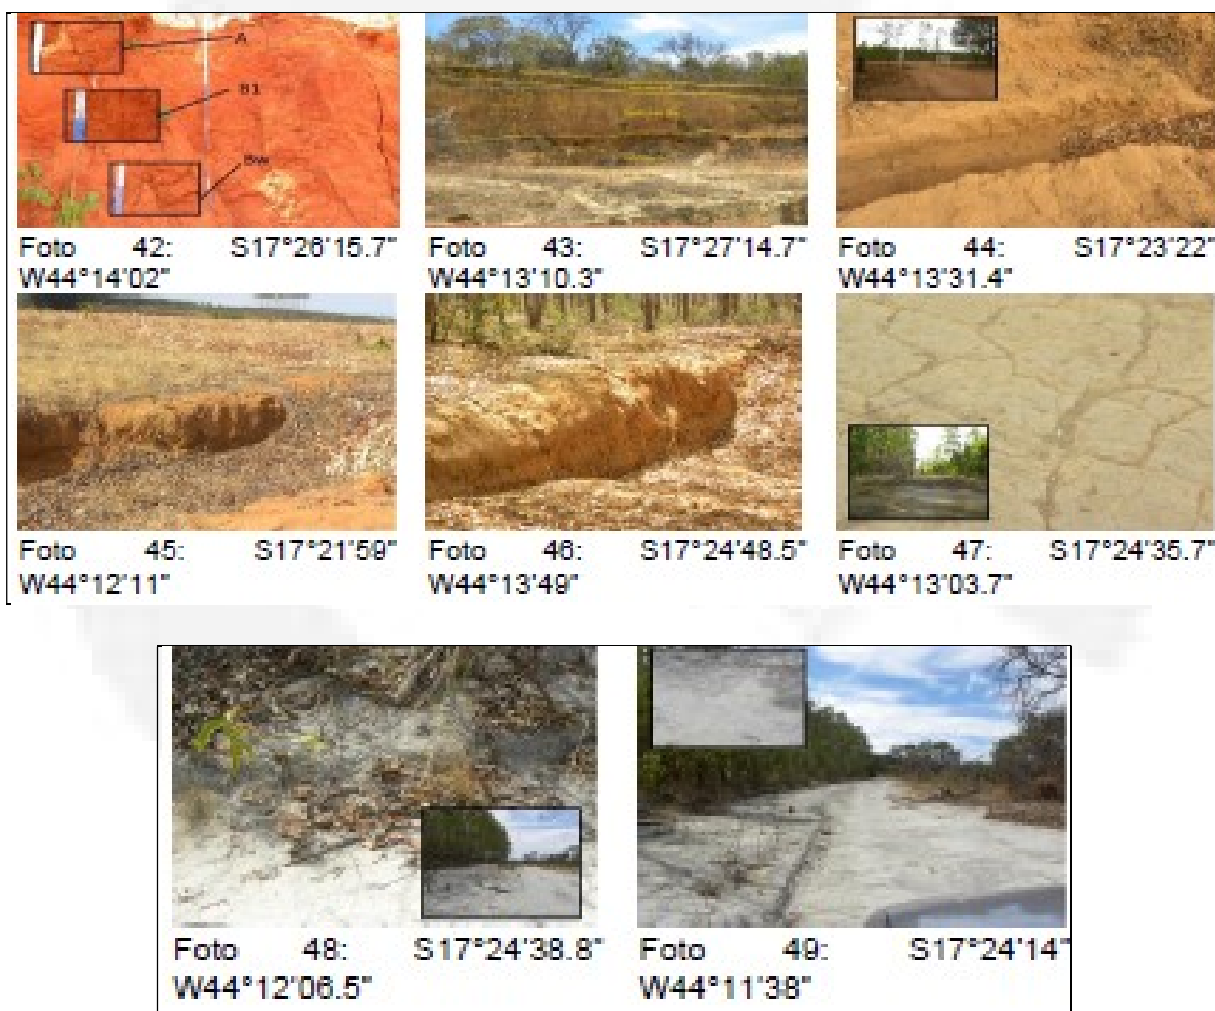 A
B1
Bw
Foto 42: S17°26'15.7"
W44°14'02"
Foto 43: S17°27'14.7"
W44°13'10.3"
Foto 44: S17°23'22"
W44°13'31.4"
Foto 45: S17°21'59"
W44°12'11"
Foto 46: S17°24'48.5"
W44°13'49"
Foto 47: S17°24'35.7"
W44°13'03.7"
Foto 48: S17°24'38.8"
W44°12'06.5"
Foto 49: S17°24'14"
W44°11'38"